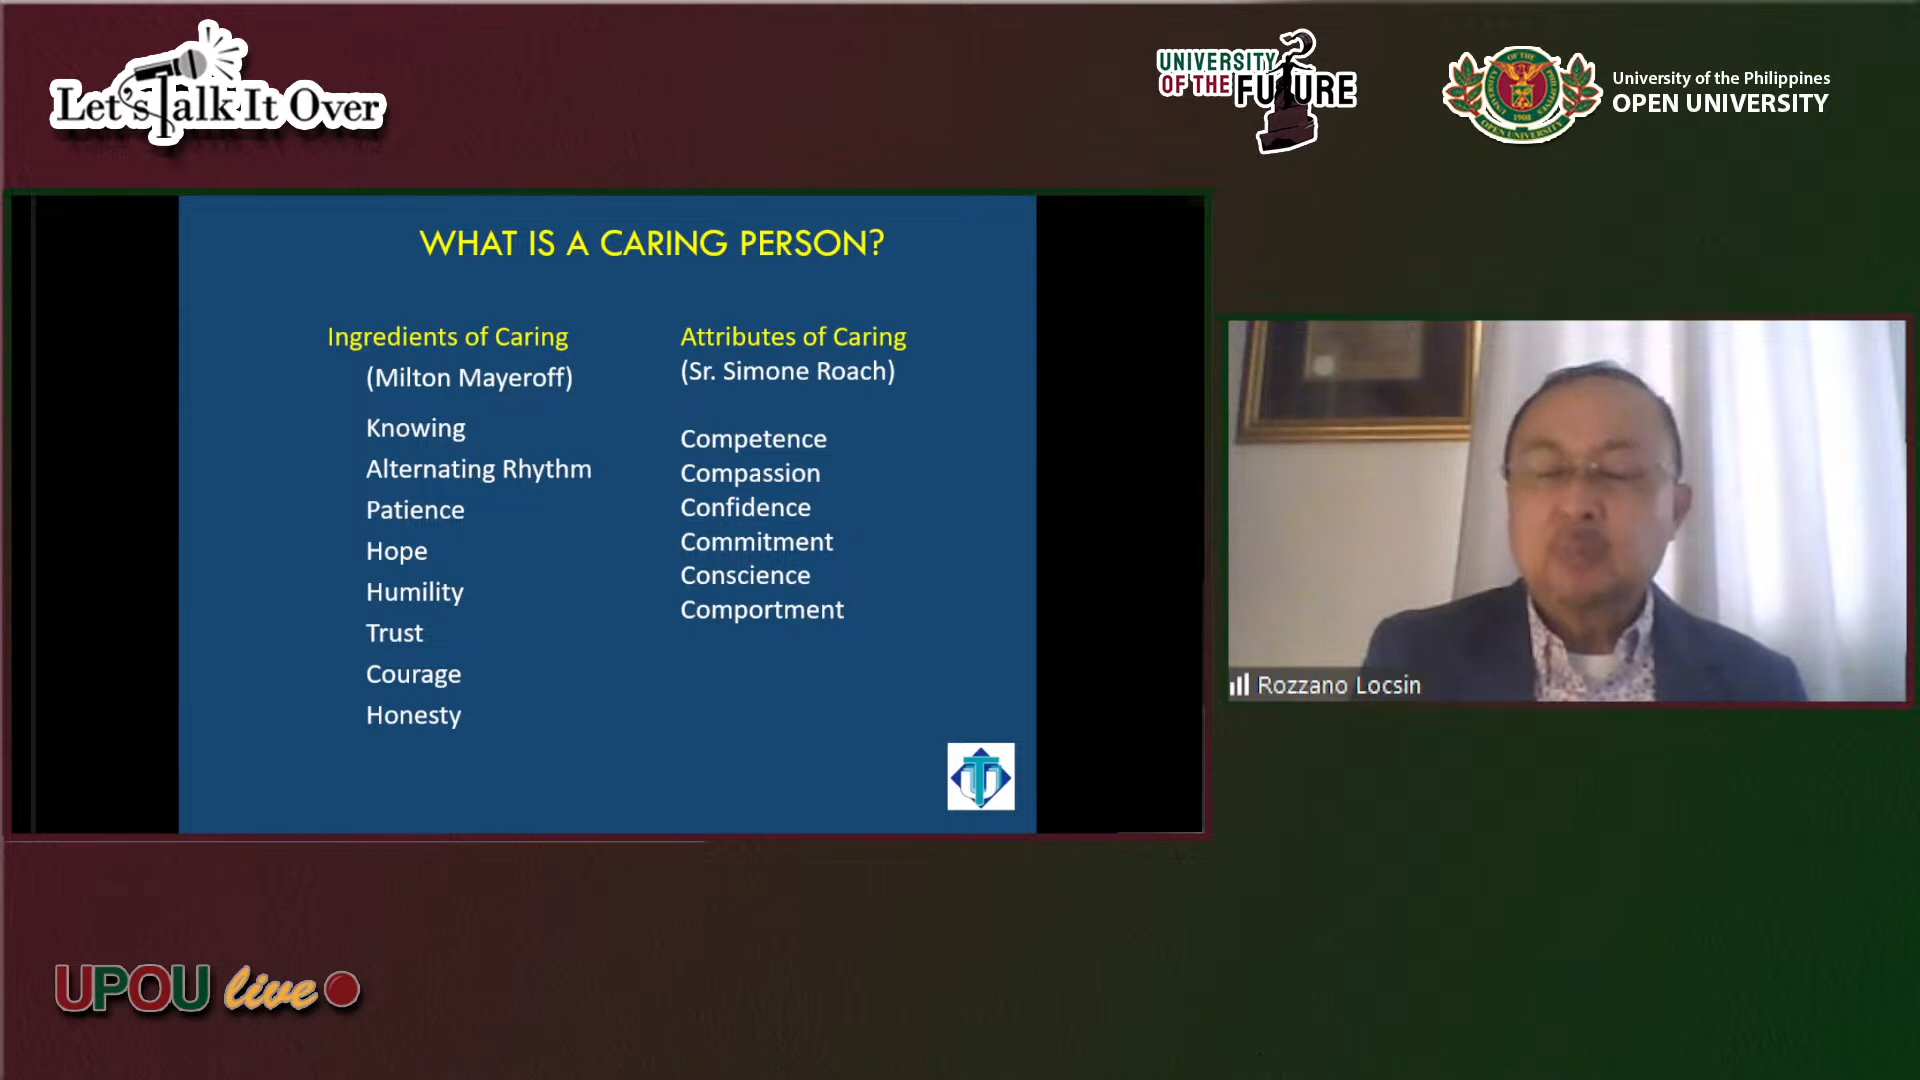 Let's Talk It Over
UNIVERSITY
OF THE FUTURE
University of the Philippines
OPEN UNIVERSITY
WHAT IS A CARING PERSON?
Ingredients of Caring
(Milton Mayeroff)
Knowing
Alternating Rhythm
Patience
Hope
Humility
Trust
Courage
Honesty
Attributes of Caring
(Sr. Simone Roach)
Competence
Compassion
Confidence
Commitment
Conscience
Comportment
Rozzano Locsin
UPOU live